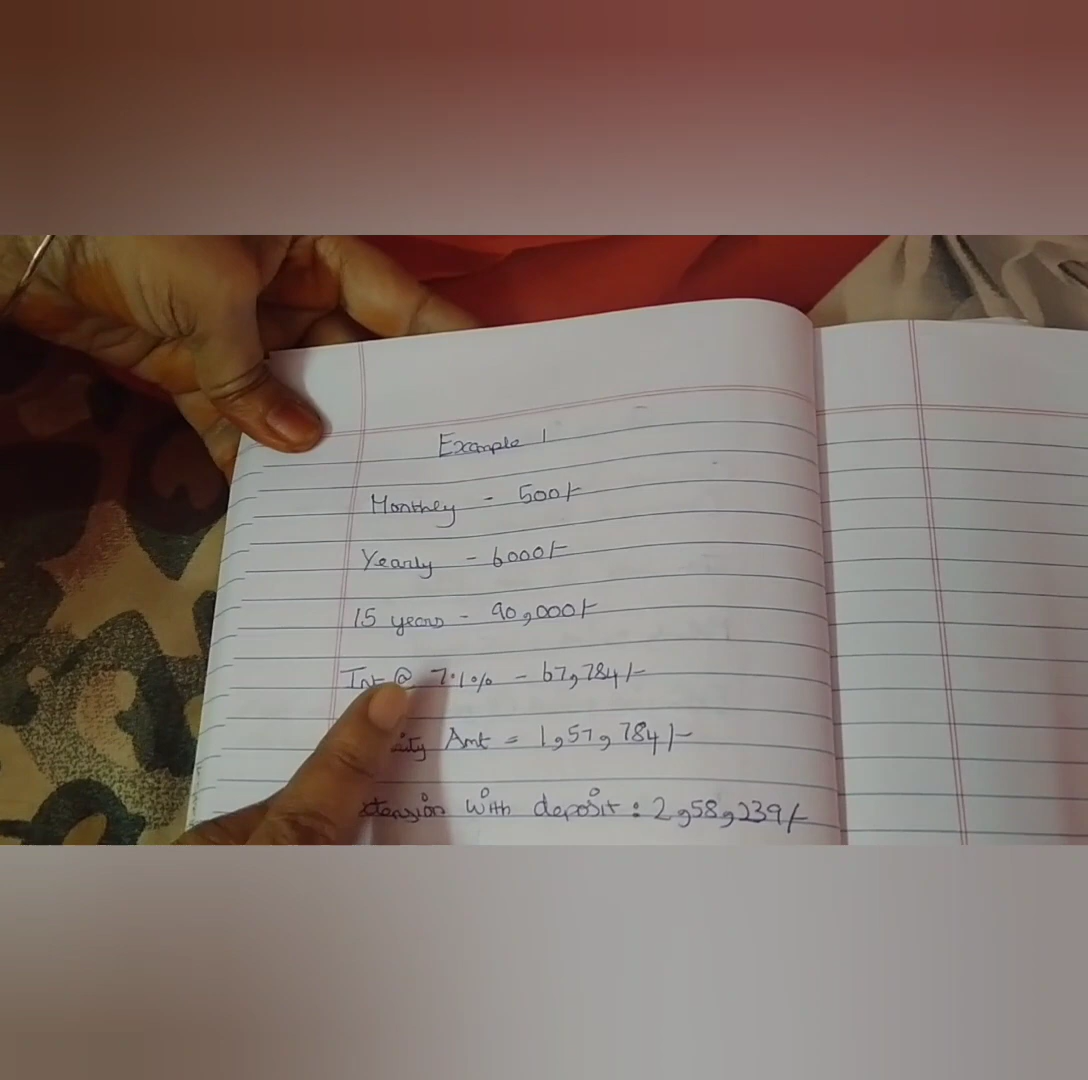 Example 1
Monthly - 500/-
Yearly - 6000/-
15 years - 90,000/-
Int @ 7.1% - 67,784/-
Amt = 1,57,784/-
with deposit : 2,58,239/-